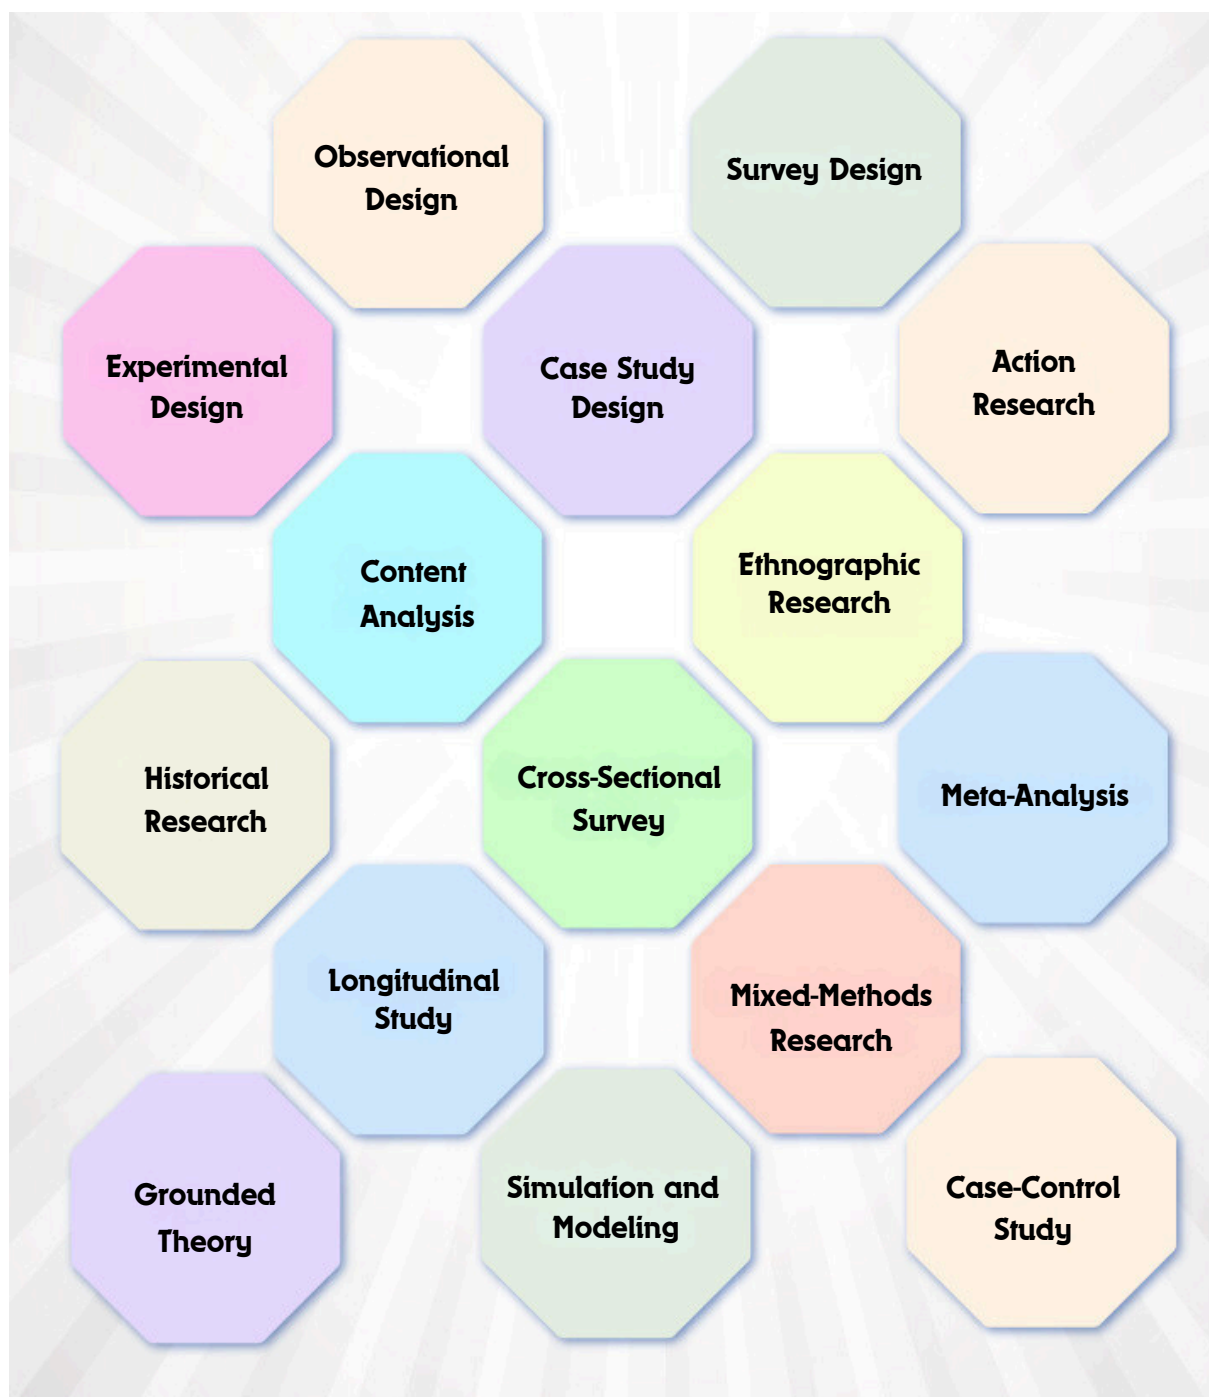 Observational
Design
Survey Design
Experimental
Design
Case Study
Design
Action
Research
Content
Analysis
Ethnographic
Research
Historical
Research
Cross-Sectional
Survey
Meta-Analysis
Longitudinal
Study
Mixed-Methods
Research
Grounded
Theory
Simulation and
Modeling
Case-Control
Study